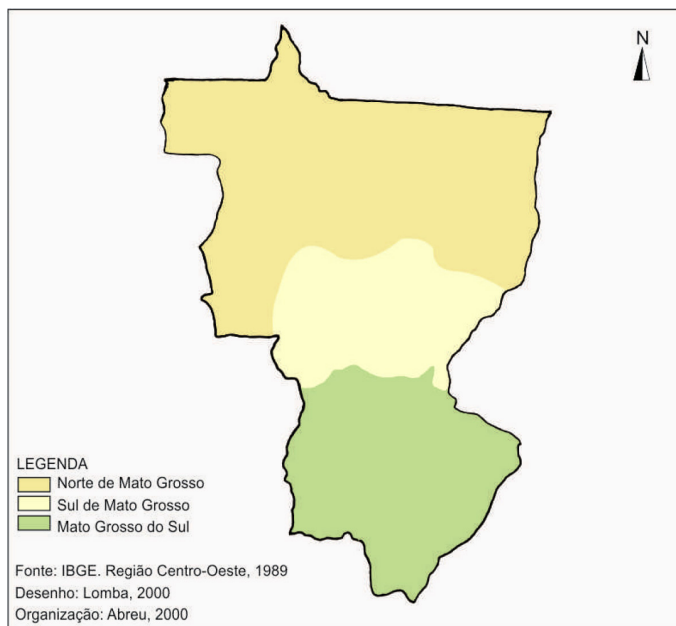 N
LEGENDA
Norte de Mato Grosso
Sul de Mato Grosso
Mato Grosso do Sul
Fonte: IBGE. Região Centro-Oeste, 1989
Desenho: Lomba, 2000
Organização: Abreu, 2000